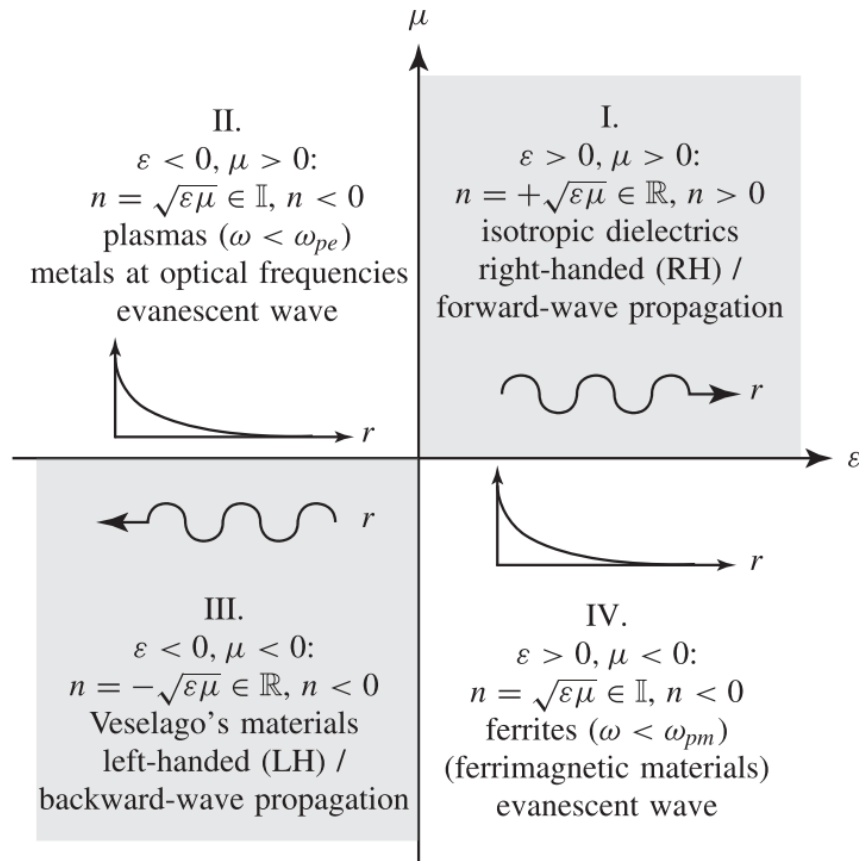 μ
II.
ε < 0, μ > 0:
n = √εμ ∈ 𝕀, n < 0
plasmas (ω < ωpe)
metals at optical frequencies
evanescent wave
r
I.
ε > 0, μ > 0:
n = +√εμ ∈ ℝ, n > 0
isotropic dielectrics
right-handed (RH) /
forward-wave propagation
r
ε
r
III.
ε < 0, μ < 0:
n = −√εμ ∈ ℝ, n < 0
Veselago's materials
left-handed (LH) /
backward-wave propagation
r
IV.
ε > 0, μ < 0:
n = √εμ ∈ 𝕀, n < 0
ferrites (ω < ωpm)
(ferrimagnetic materials)
evanescent wave